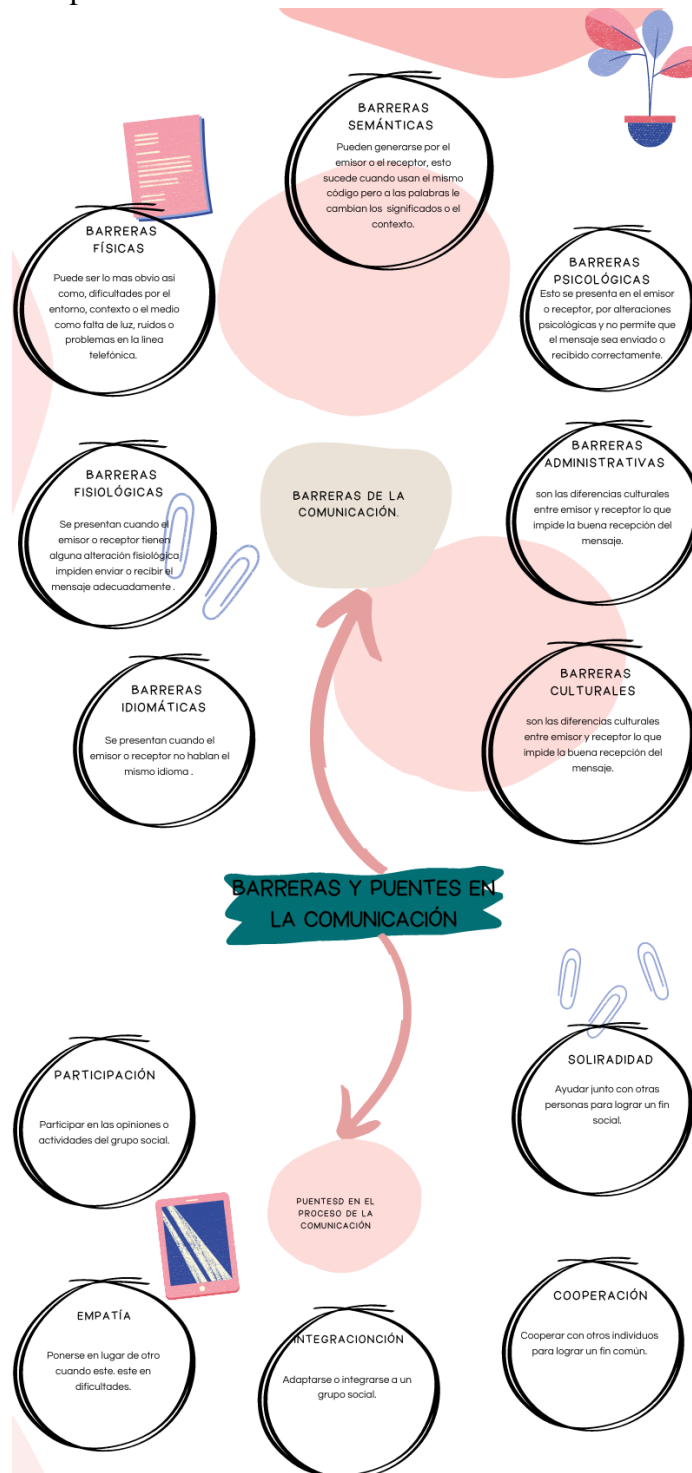 BARRERAS
SEMÁNTICAS
Pueden generarse por el
emisor o el receptor, esto
sucede cuando usan el mismo
código pero a las palabras le
cambian los significados o el
contexto.
BARRERAS
FÍSICAS
Puede ser lo mas obvio asi
como, dificultades por el
entorno, contexto o el medio
como falta de luz, ruidos o
problemas en la linea
telefónica.
BARRERAS
PSICOLÓGICAS
Esto se presenta en el emisor
o receptor, por alteraciones
psicológicas y no permite que
el mensaje sea enviado o
recibido correctamente.
BARRERAS
FISIOLÓGICAS
Se presentan cuando el
emisor o receptor tienen
alguna alteración fisiológica
impiden enviar o recibir el
mensaje adecuadamente .
BARRERAS DE LA
COMUNICACIÓN.
BARRERAS
ADMINISTRATIVAS
son las diferencias culturales
entre emisor y receptor lo que
impide la buena recepción del
mensaje.
BARRERAS
IDIOMÁTICAS
Se presentan cuando el
emisor o receptor no hablan el
mismo idioma .
BARRERAS
CULTURALES
son las diferencias culturales
entre emisor y receptor lo que
impide la buena recepción del
mensaje.
BARRERAS Y PUENTES EN
LA COMUNICACIÓN
PARTICIPACIÓN
Participar en las opiniones o
actividades del grupo social.
SOLIRADIDAD
Ayudar junto con otras
personas para lograr un fin
social.
PUENTESD EN EL
PROCESO DE LA
COMUNICACIÓN
EMPATÍA
Ponerse en lugar de otro
cuando este. este en
dificultades.
INTEGRACIONCIÓN
Adaptarse o integrarse a un
grupo social.
COOPERACIÓN
Cooperar con otros individuos
para lograr un fin común.